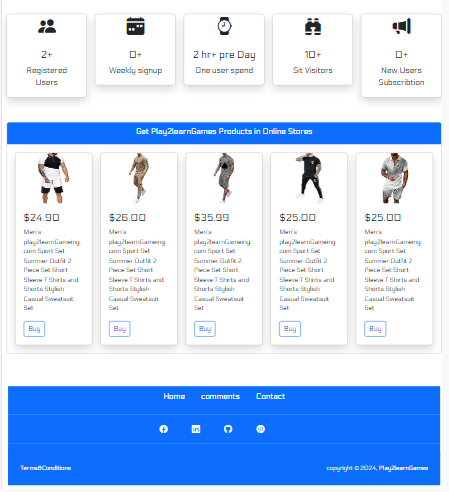 2+
Registered
Users
0+
Weekly signup
2 hr+ pre Day
One user spend
10+
Sit Visitors
0+
New Users
Subscribtion
Get Play2learnGames Products in Online Stores
$24.90
Men's
play2learnGameing.
com Sport Set
Summer Outfit 2
Piece Set Short
Sleeve T Shirts and
Shorts Stylish
Casual Sweatsuit
Set
Buy
$26.00
Men's
play2learnGameing.
com Sport Set
Summer Outfit 2
Piece Set Short
Sleeve T Shirts and
Shorts Stylish
Casual Sweatsuit
Set
Buy
$35.99
Men's
play2learnGameing.
com Sport Set
Summer Outfit 2
Piece Set Short
Sleeve T Shirts and
Shorts Stylish
Casual Sweatsuit
Set
Buy
$25.00
Men's
play2learnGameing.
com Sport Set
Summer Outfit 2
Piece Set Short
Sleeve T Shirts and
Shorts Stylish
Casual Sweatsuit
Set
Buy
$25.00
Men's
play2learnGameing.
com Sport Set
Summer Outfit 2
Piece Set Short
Sleeve T Shirts and
Shorts Stylish
Casual Sweatsuit
Set
Buy
Home comments Contact
Terms&Conditions
copyright © 2024, Play2learnGames